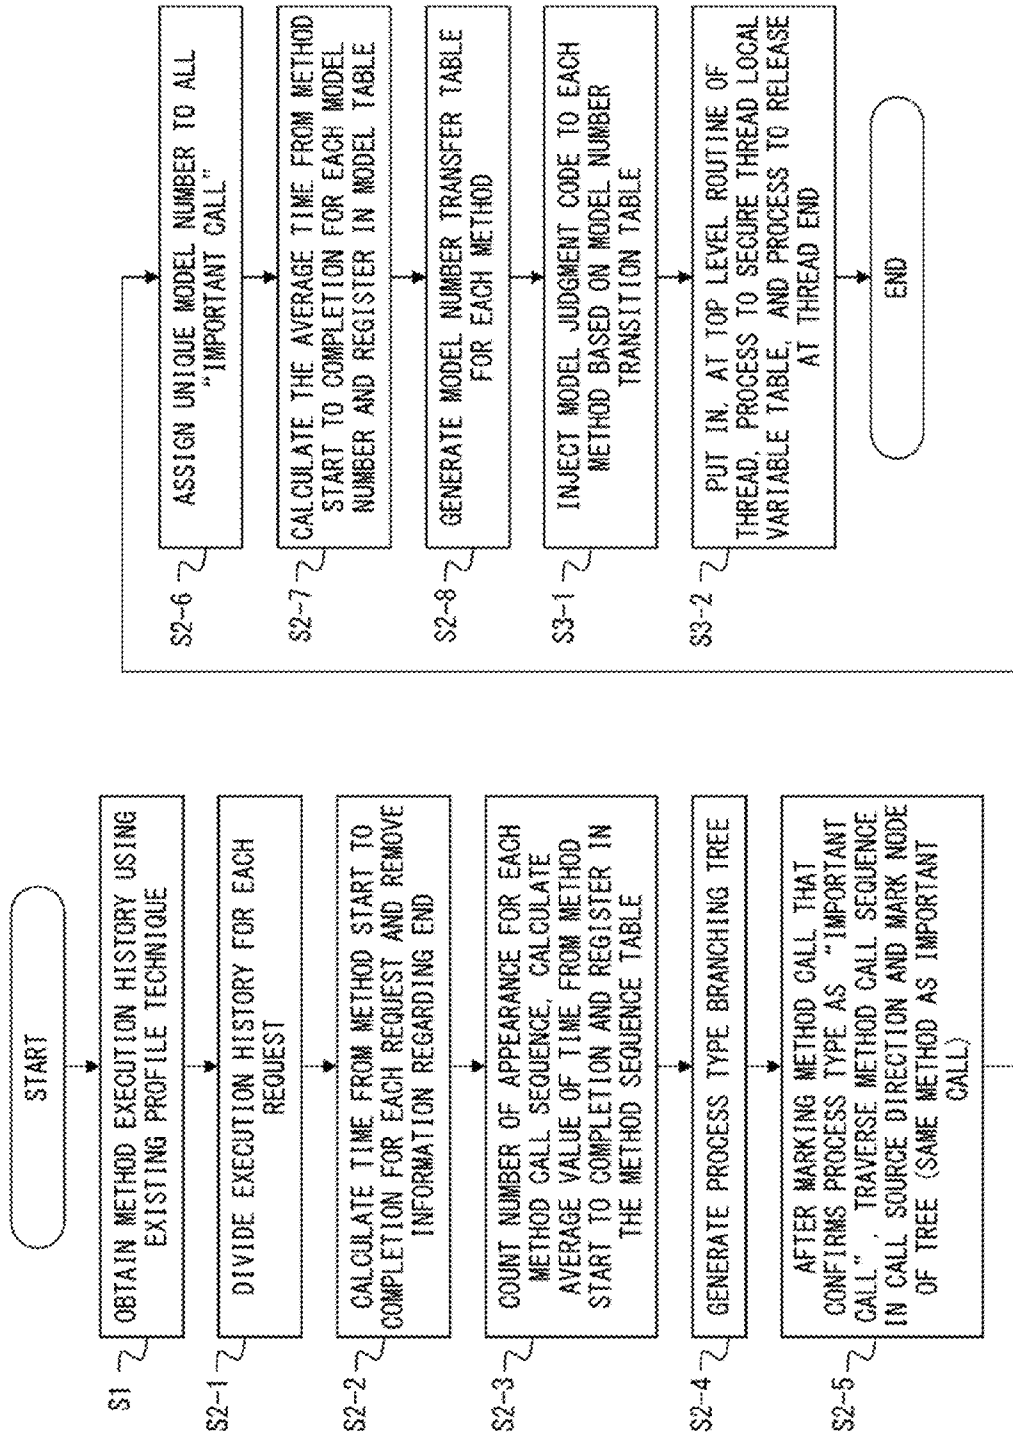 START
S1
OBTAIN METHOD EXECUTION HISTORY USING
EXISTING PROFILE TECHNIQUE
S2-1
DIVIDE EXECUTION HISTORY FOR EACH
REQUEST
S2-2
CALCULATE TIME FROM METHOD START TO
COMPLETION FOR EACH REQUEST AND REMOVE
INFORMATION REGARDING END
S2-3
COUNT NUMBER OF APPEARANCE FOR EACH
METHOD CALL SEQUENCE, CALCULATE
AVERAGE VALUE OF TIME FROM METHOD
START TO COMPLETION AND REGISTER IN
THE METHOD SEQUENCE TABLE
S2-4
GENERATE PROCESS TYPE BRANCHING TREE
S2-5
AFTER MARKING METHOD CALL THAT
CONFIRMS PROCESS TYPE AS "IMPORTANT
CALL", TRAVERSE METHOD CALL SEQUENCE
IN CALL SOURCE DIRECTION AND MARK NODE
OF TREE (SAME METHOD AS IMPORTANT
CALL)
S2-6
ASSIGN UNIQUE MODEL NUMBER TO ALL
"IMPORTANT CALL"
S2-7
CALCULATE THE AVERAGE TIME FROM METHOD
START TO COMPLETION FOR EACH MODEL
NUMBER AND REGISTER IN MODEL TABLE
S2-8
GENERATE MODEL NUMBER TRANSFER TABLE
FOR EACH METHOD
S3-1
INJECT MODEL JUDGMENT CODE TO EACH
METHOD BASED ON MODEL NUMBER
TRANSITION TABLE
S3-2
PUT IN, AT TOP LEVEL ROUTINE OF
THREAD, PROCESS TO SECURE THREAD LOCAL
VARIABLE TABLE, AND PROCESS TO RELEASE
AT THREAD END
END